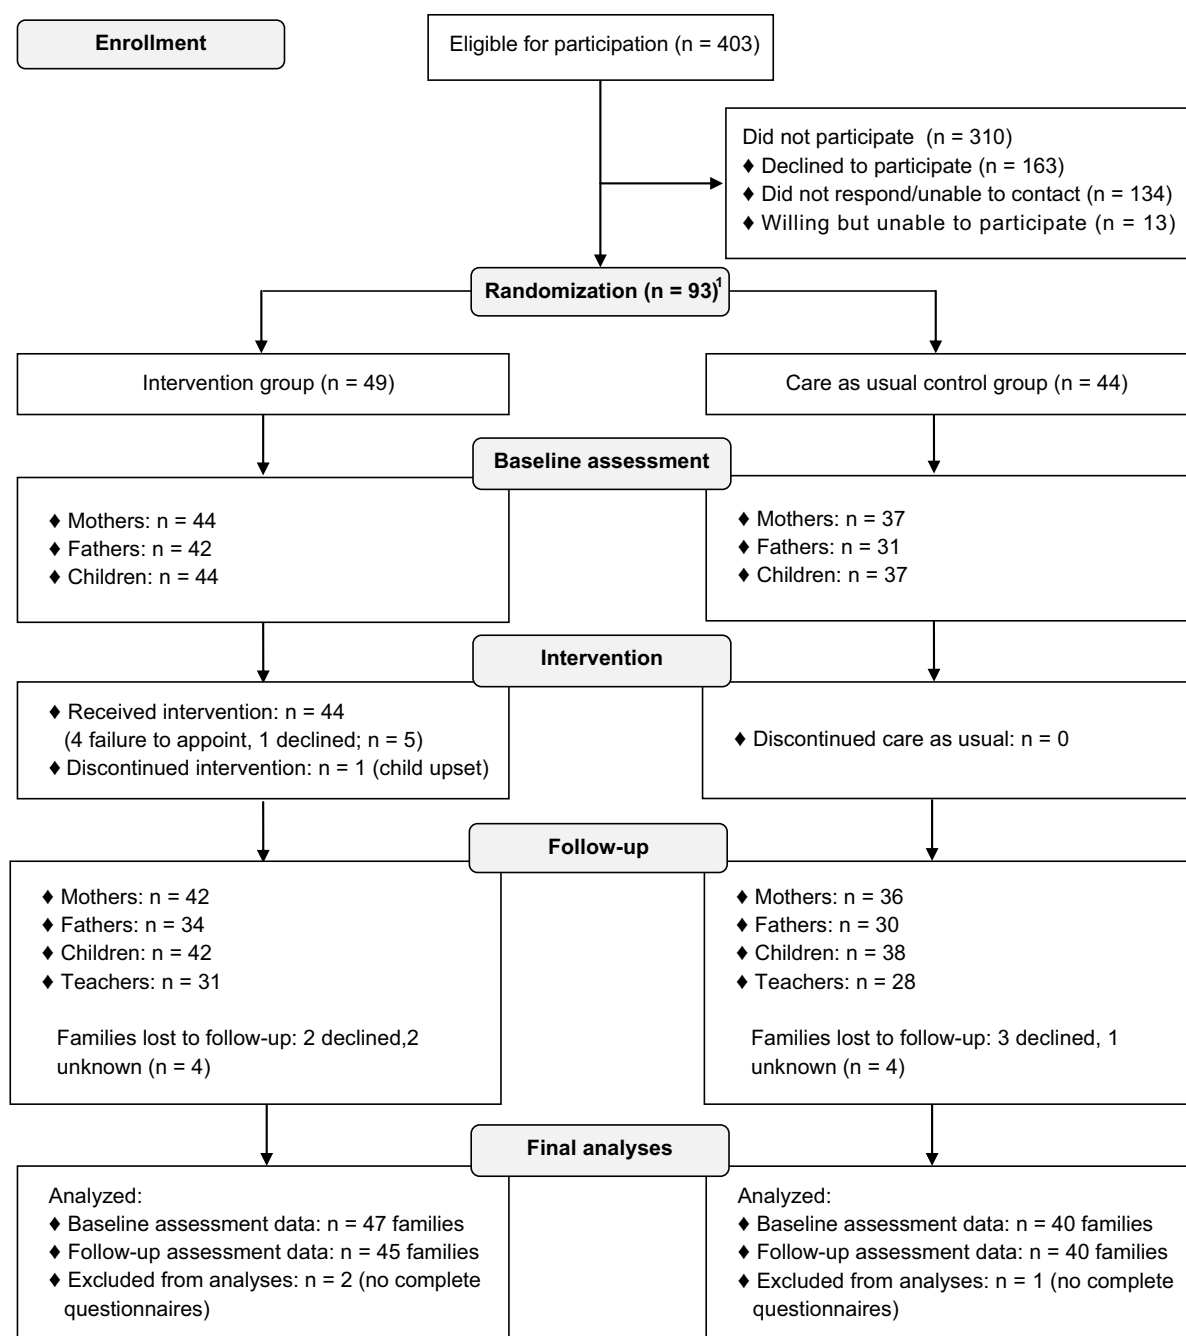 Enrollment
Eligible for participation (n = 403)
Did not participate (n = 310)
♦ Declined to participate (n = 163)
♦ Did not respond/unable to contact (n = 134)
♦ Willing but unable to participate (n = 13)
Randomization (n = 93)¹
Intervention group (n = 49)
Care as usual control group (n = 44)
Baseline assessment
♦ Mothers: n = 44
♦ Fathers: n = 42
♦ Children: n = 44
♦ Mothers: n = 37
♦ Fathers: n = 31
♦ Children: n = 37
Intervention
♦ Received intervention: n = 44
(4 failure to appoint, 1 declined; n = 5)
♦ Discontinued intervention: n = 1 (child upset)
♦ Discontinued care as usual: n = 0
Follow-up
♦ Mothers: n = 42
♦ Fathers: n = 34
♦ Children: n = 42
♦ Teachers: n = 31
Families lost to follow-up: 2 declined,2
unknown (n = 4)
♦ Mothers: n = 36
♦ Fathers: n = 30
♦ Children: n = 38
♦ Teachers: n = 28
Families lost to follow-up: 3 declined, 1
unknown (n = 4)
Final analyses
Analyzed:
♦ Baseline assessment data: n = 47 families
♦ Follow-up assessment data: n = 45 families
♦ Excluded from analyses: n = 2 (no complete
questionnaires)
Analyzed:
♦ Baseline assessment data: n = 40 families
♦ Follow-up assessment data: n = 40 families
♦ Excluded from analyses: n = 1 (no complete
questionnaires)